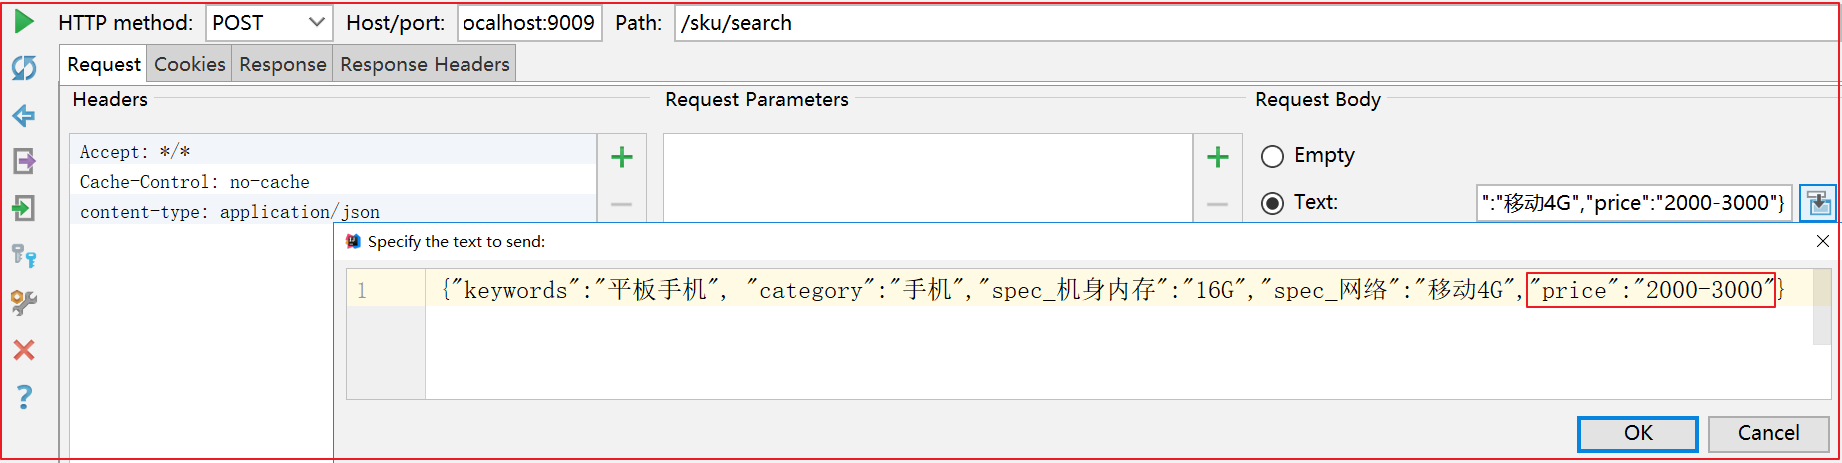 HTTP method: POST Host/port: ocalhost:9009 Path: /sku/search
Request Cookies Response Response Headers
Headers Request Parameters Request Body
Accept: */*
Empty
Cache-Control: no-cache
Text: ":"移动4G","price":"2000-3000"}
content-type: application/json
Specify the text to send:
1 {"keywords":"平板手机", "category":"手机","spec_机身内存":"16G","spec_网络":"移动4G","price":"2000-3000"}
OK Cancel